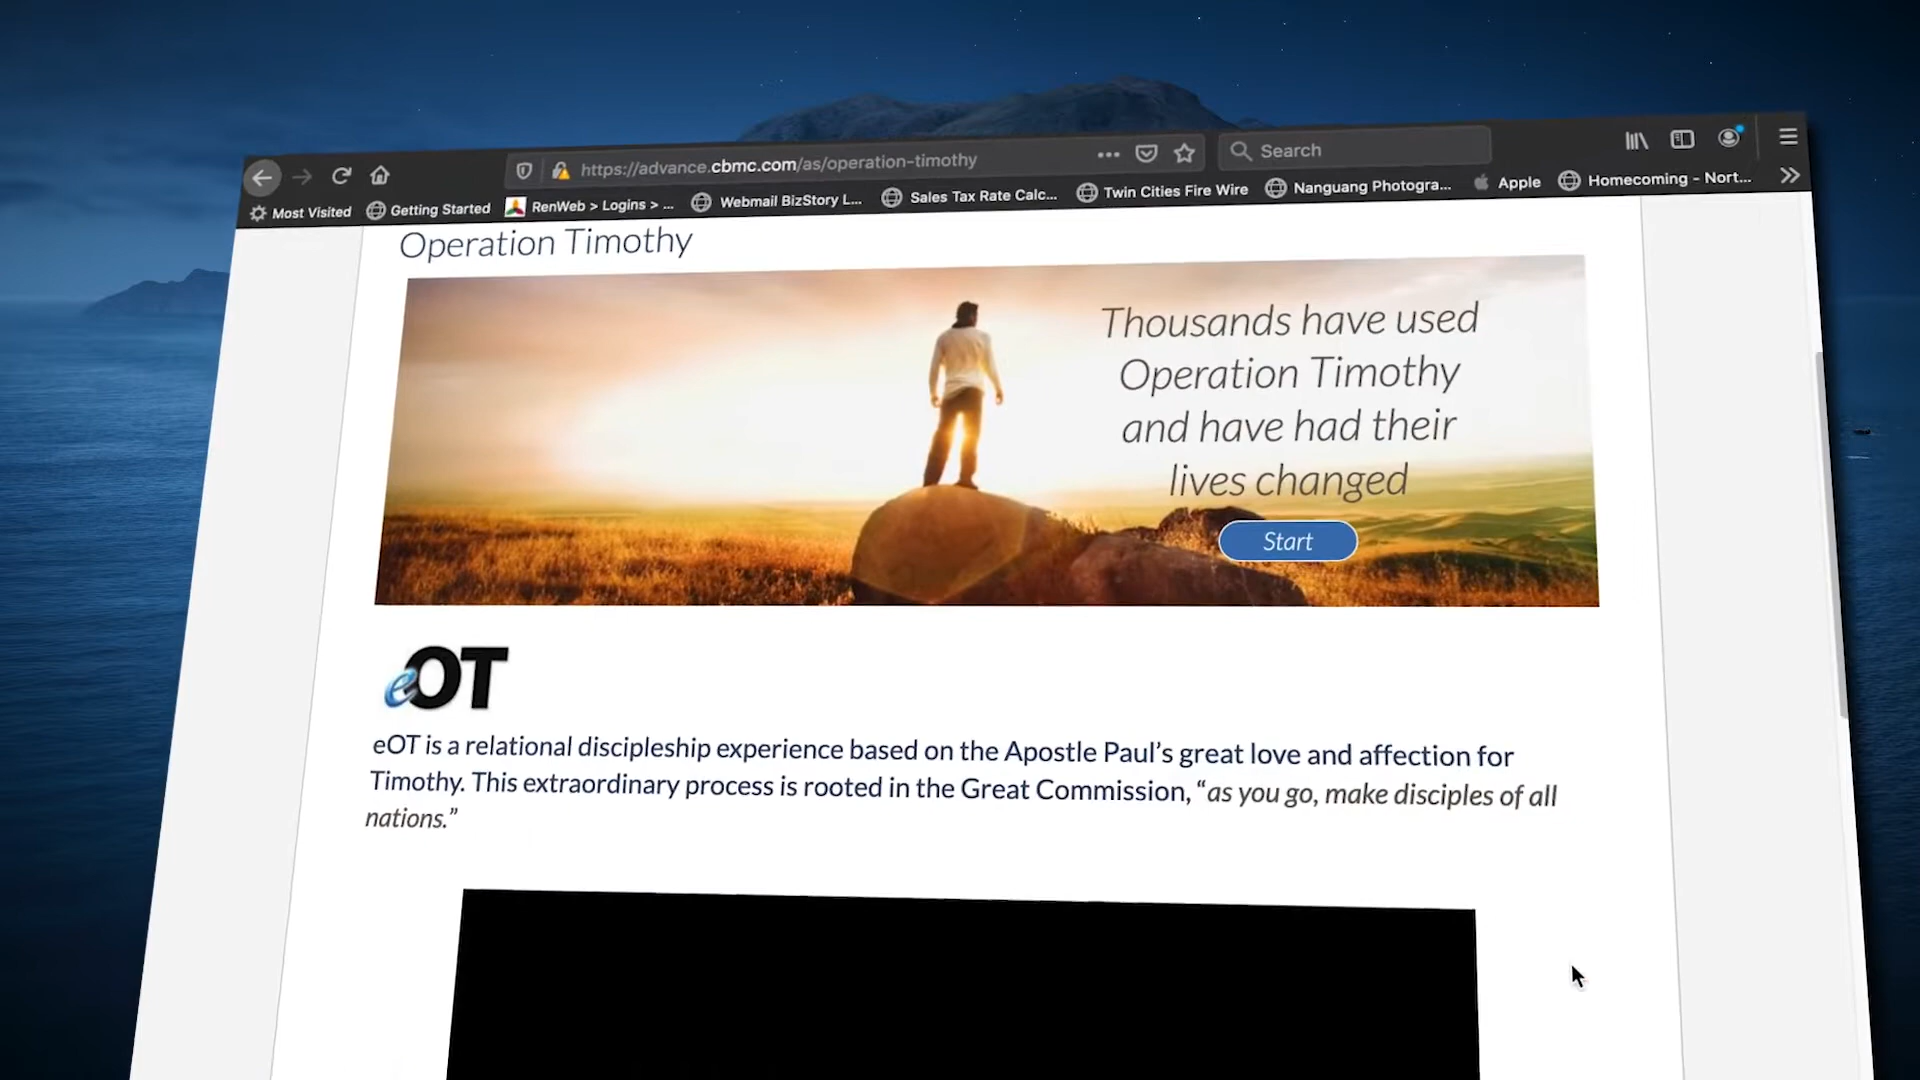 https://advance.cbmc.com/as/operation-timothy
Search
Most Visited
Getting Started
RenWeb > Logins > ...
Webmail BizStory L...
Sales Tax Rate Calc...
Twin Cities Fire Wire
Nanguang Photogra...
Apple
Homecoming - Nort...
Operation Timothy
Thousands have used
Operation Timothy
and have had their
lives changed
Start
eOT
eOT is a relational discipleship experience based on the Apostle Paul’s great love and affection for
Timothy. This extraordinary process is rooted in the Great Commission, “as you go, make disciples of all
nations.”